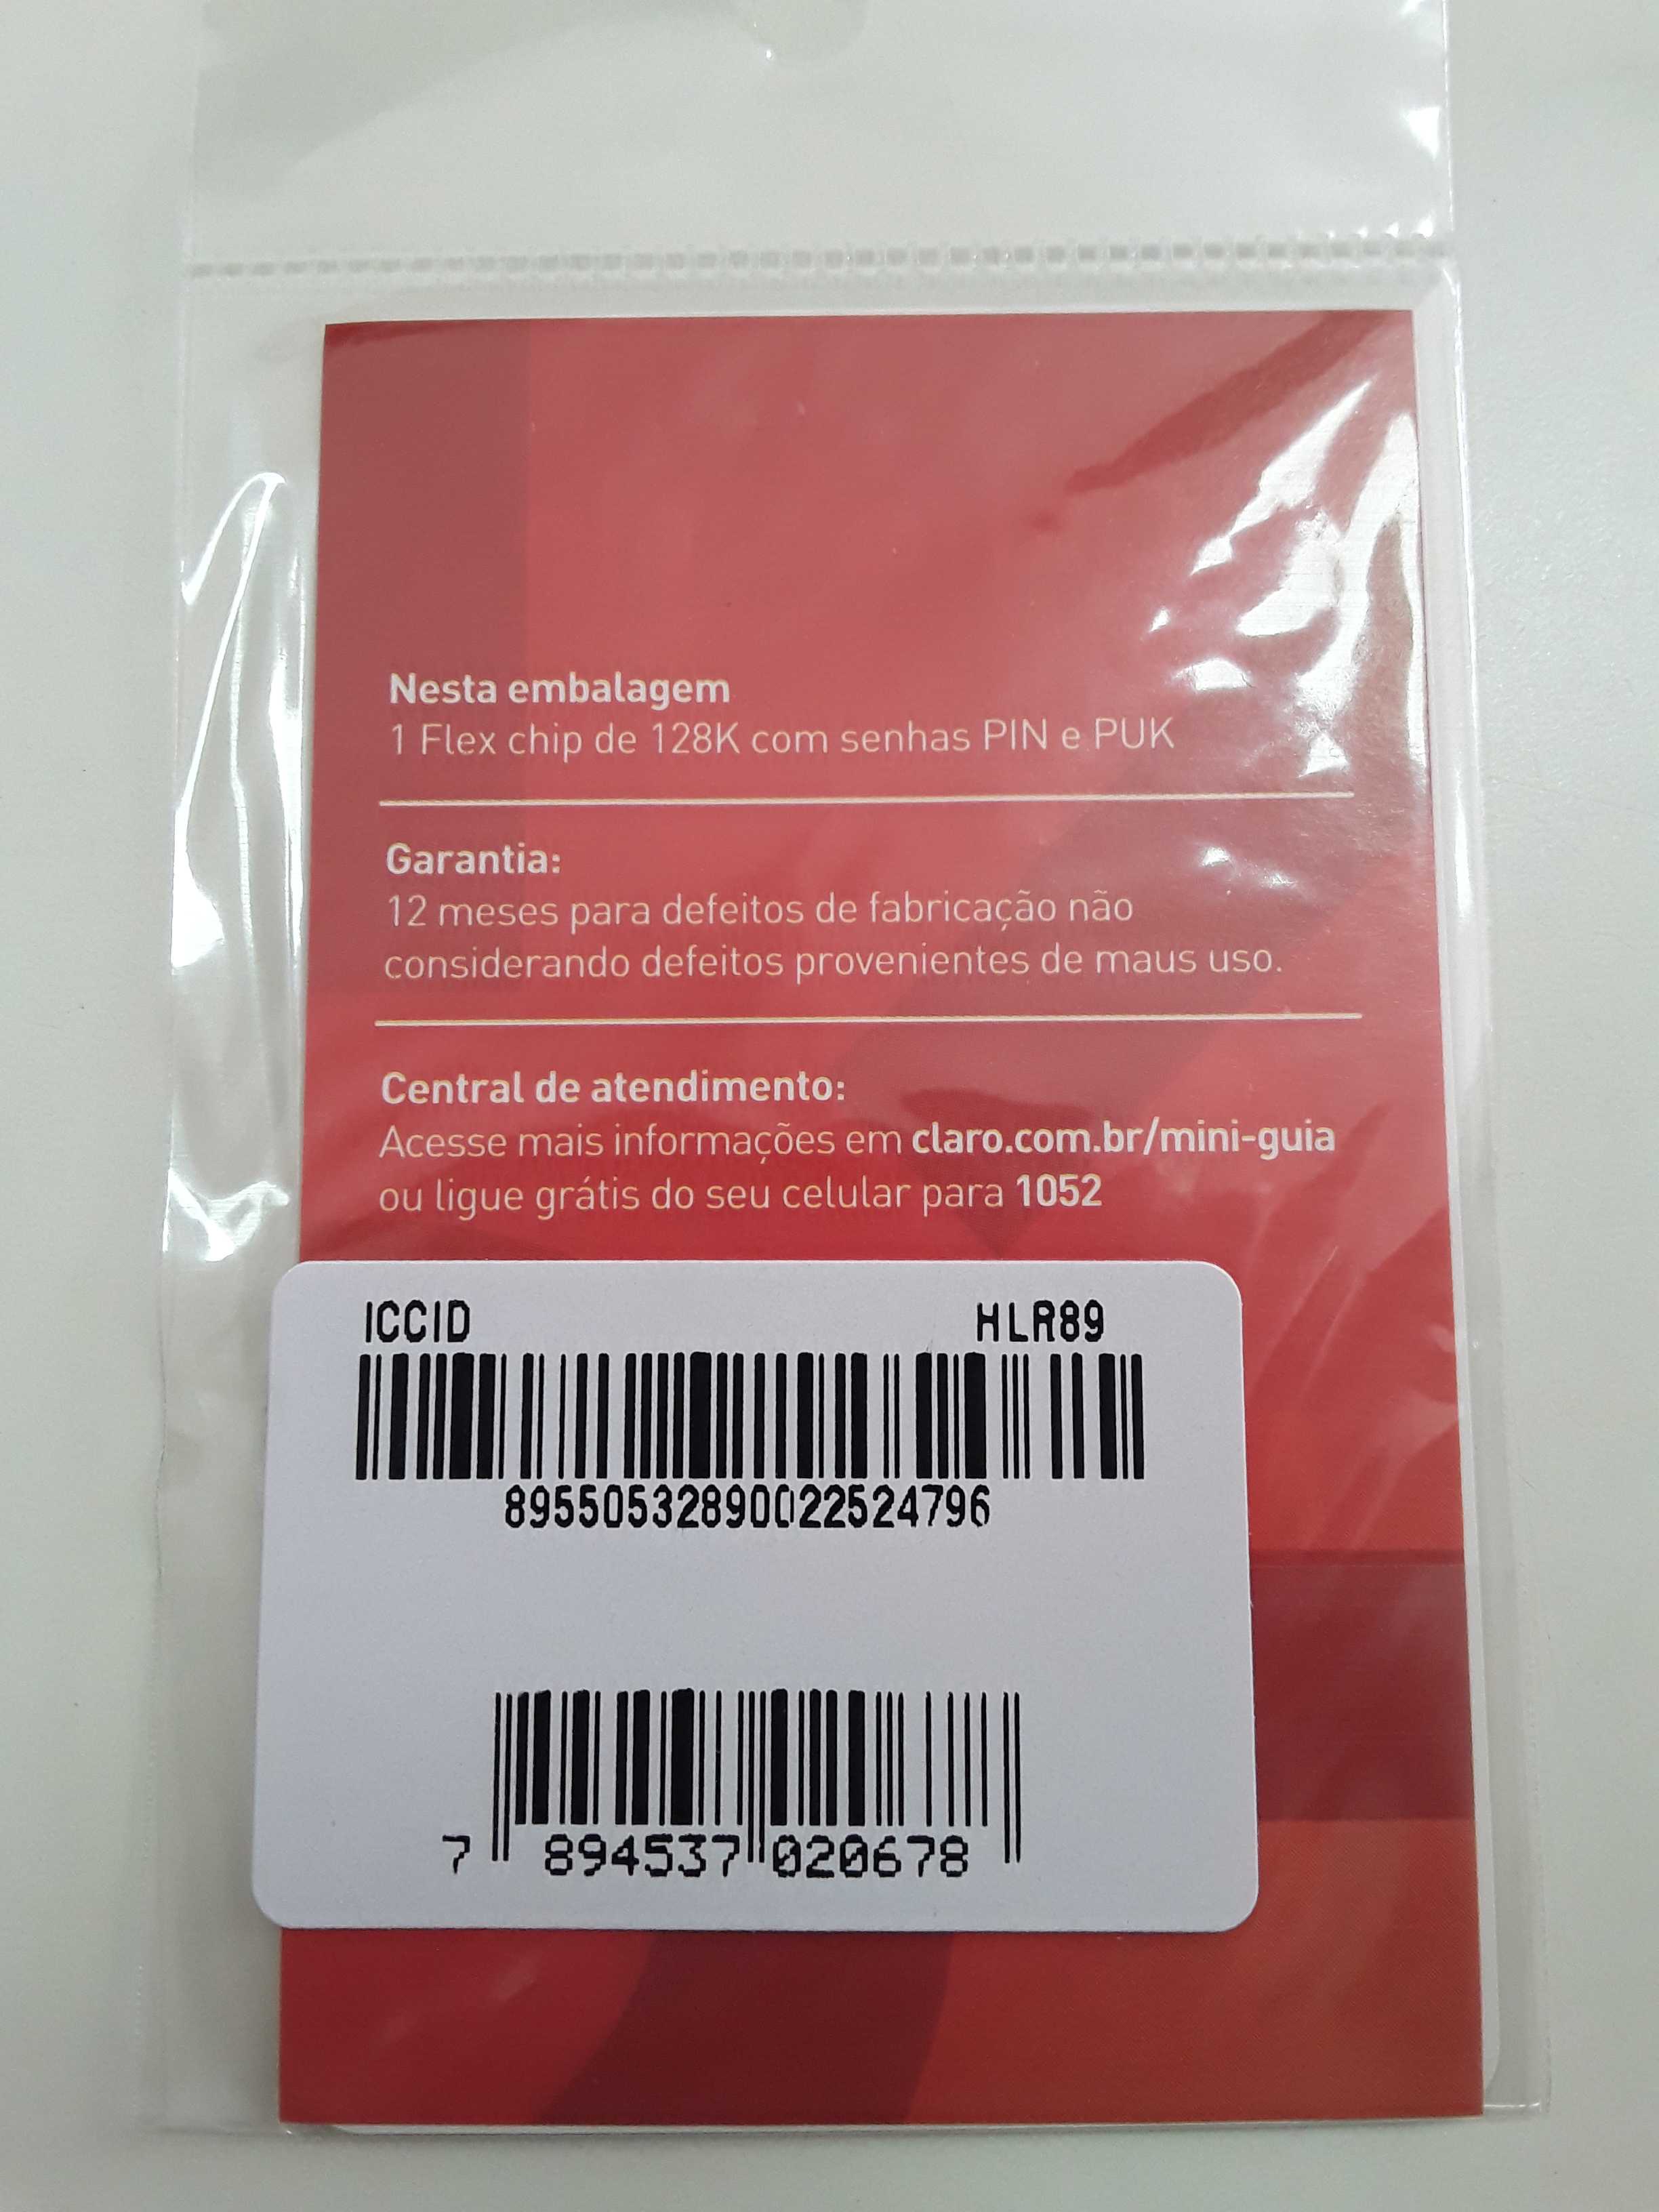 Nesta embalagem
1 Flex chip de 128K com senhas PIN e PUK
Garantia:
12 meses para defeitos de fabricação não
considerando defeitos provenientes de maus uso.
Central de atendimento:
Acesse mais informações em claro.com.br/mini-guia
ou ligue grátis do seu celular para 1052
ICCID HLR89
89550532890022524796
7 894537 020678